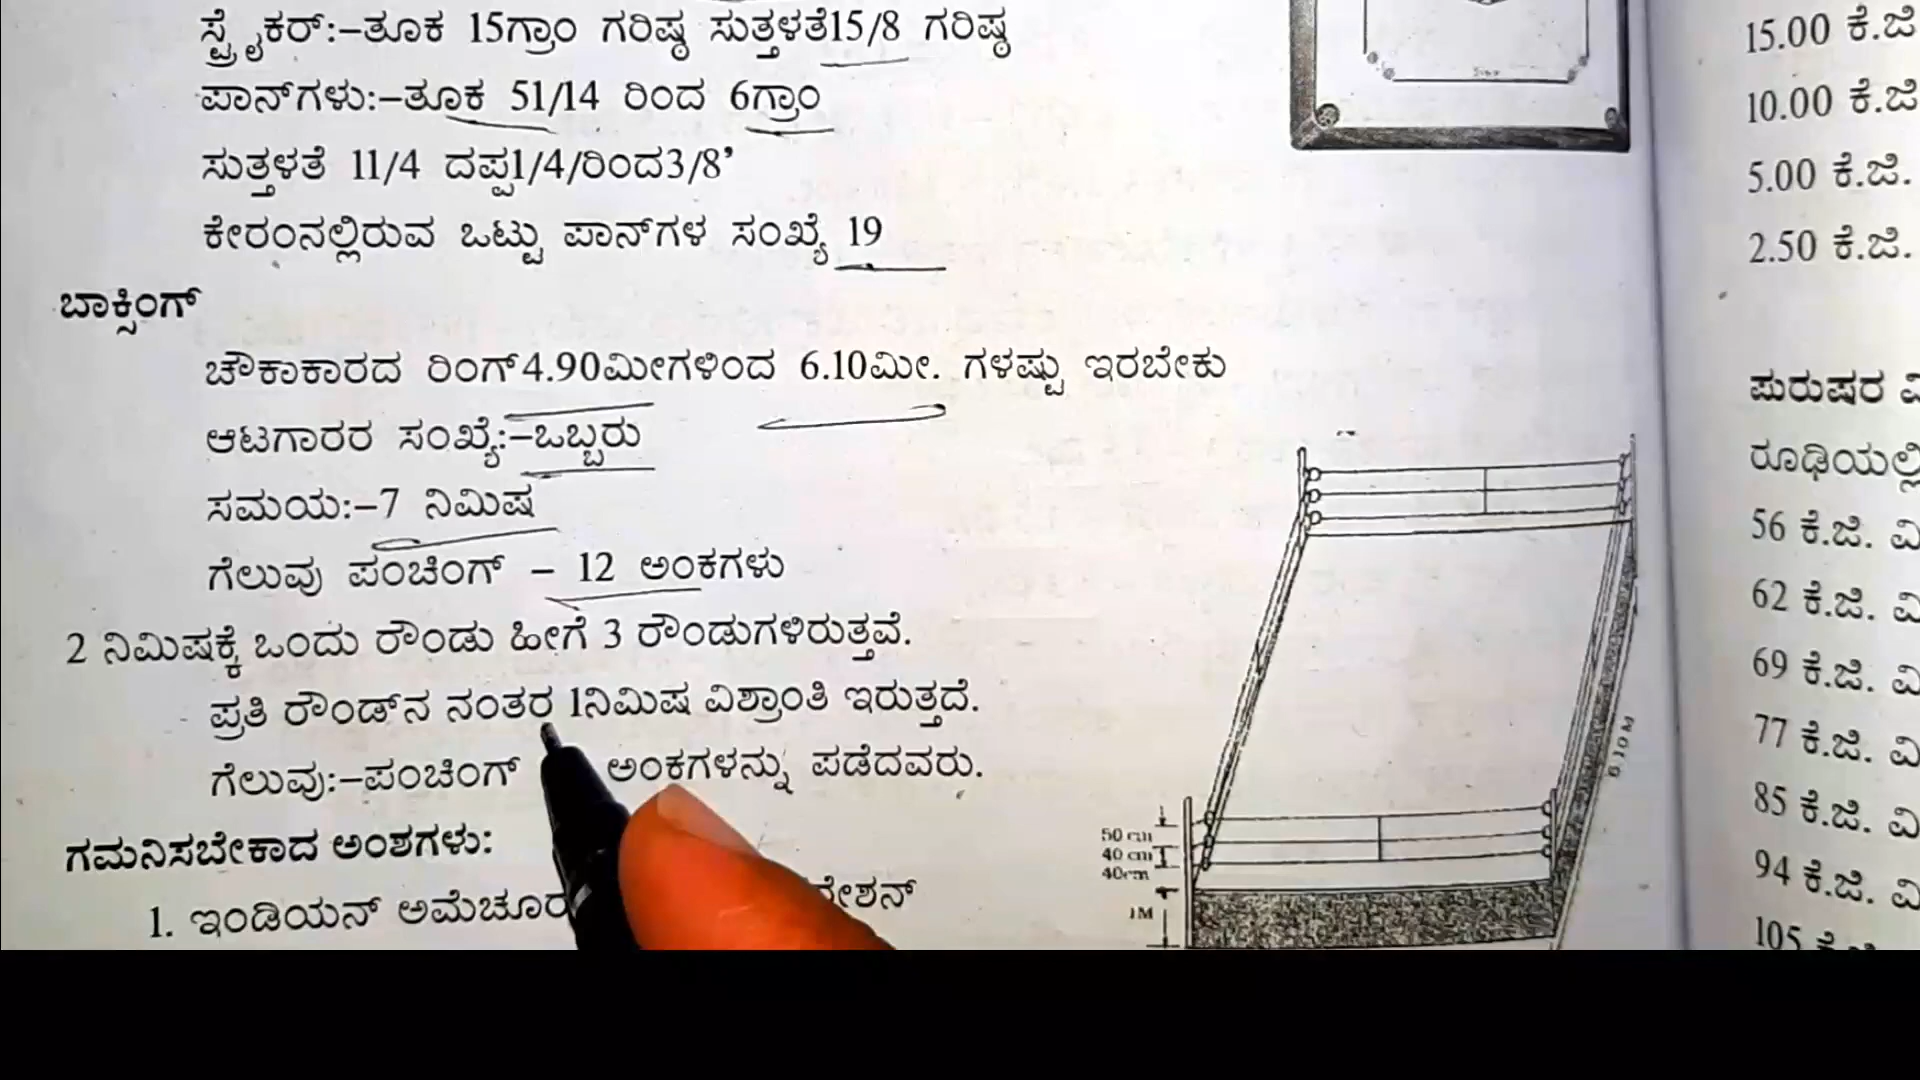 ಸ್ಟ್ರೈಕರ್:–ತೂಕ 15ಗ್ರಾಂ ಗರಿಷ್ಠ ಸುತ್ತಳತೆ15/8 ಗರಿಷ್ಠ
ಪಾನ್‌ಗಳು:–ತೂಕ 51/14 ರಿಂದ 6ಗ್ರಾಂ
ಸುತ್ತಳತೆ 11/4 ದಪ್ಪ1/4/ರಿಂದ3/8’
ಕೇರಂನಲ್ಲಿರುವ ಒಟ್ಟು ಪಾನ್‌ಗಳ ಸಂಖ್ಯೆ 19
ಬಾಕ್ಸಿಂಗ್
ಚೌಕಾಕಾರದ ರಿಂಗ್4.90ಮೀಗಳಿಂದ 6.10ಮೀ. ಗಳಷ್ಟು ಇರಬೇಕು
ಆಟಗಾರರ ಸಂಖ್ಯೆ:–ಒಬ್ಬರು
ಸಮಯ:–7 ನಿಮಿಷ
ಗೆಲುವು ಪಂಚಿಂಗ್ – 12 ಅಂಕಗಳು
2 ನಿಮಿಷಕ್ಕೆ ಒಂದು ರೌಂಡು ಹೀಗೆ 3 ರೌಂಡುಗಳಿರುತ್ತವೆ.
ಪ್ರತಿ ರೌಂಡ್‌ನ ನಂತರ 1ನಿಮಿಷ ವಿಶ್ರಾಂತಿ ಇರುತ್ತದೆ.
ಗೆಲುವು:–ಪಂಚಿಂಗ್ ಅಂಕಗಳನ್ನು ಪಡೆದವರು.
ಗಮನಿಸಬೇಕಾದ ಅಂಶಗಳು:
1. ಇಂಡಿಯನ್ ಅಮೆಚೂರ
50 cm
40 cm
40cm
1M
6.10M
15.00 ಕೆ.ಜಿ
10.00 ಕೆ.ಜಿ
5.00 ಕೆ.ಜಿ.
2.50 ಕೆ.ಜಿ.
ಪುರುಷರ
ರೂಢಿಯಲ್ಲಿ
56 ಕೆ.ಜಿ. ವಿ
62 ಕೆ.ಜಿ. ವಿ
69 ಕೆ.ಜಿ. ವಿ
77 ಕೆ.ಜಿ. ವಿ
85 ಕೆ.ಜಿ. ವಿ
94 ಕೆ.ಜಿ. ವಿ
105